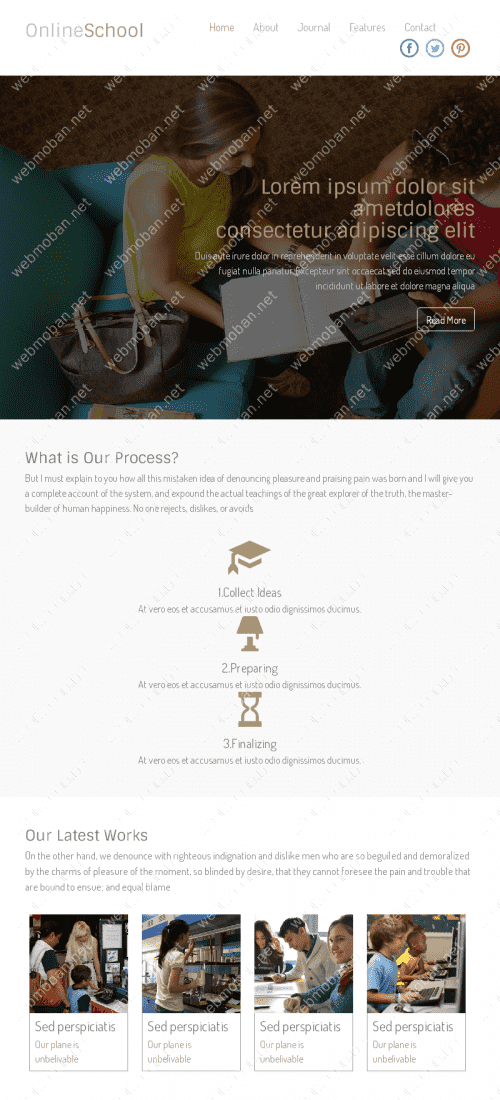 OnlineSchool
Home About Journal Features Contact
Lorem ipsum dolor sit
ametdolores
consectetur adipiscing elit
Duis aute irure dolor in reprehenderit in voluptate velit esse cillum dolore eu
fugiat nulla pariatur. Excepteur sint occaecat sed do eiusmod tempor
incididunt ut labore et dolore magna aliqua
Read More
What is Our Process?
But I must explain to you how all this mistaken idea of denouncing pleasure and praising pain was born and I will give you
a complete account of the system, and expound the actual teachings of the great explorer of the truth, the master-
builder of human happiness. No one rejects, dislikes, or avoids
1.Collect Ideas
At vero eos et accusamus et iusto odio dignissimos ducimus.
2.Preparing
At vero eos et accusamus et iusto odio dignissimos ducimus.
3.Finalizing
At vero eos et accusamus et iusto odio dignissimos ducimus.
Our Latest Works
On the other hand, we denounce with righteous indignation and dislike men who are so beguiled and demoralized
by the charms of pleasure of the moment, so blinded by desire, that they cannot foresee the pain and trouble that
are bound to ensue; and equal blame
Sed perspiciatis
Our plane is
unbelivable
Sed perspiciatis
Our plane is
unbelivable
Sed perspiciatis
Our plane is
unbelivable
Sed perspiciatis
Our plane is
unbelivable
webmoban.net